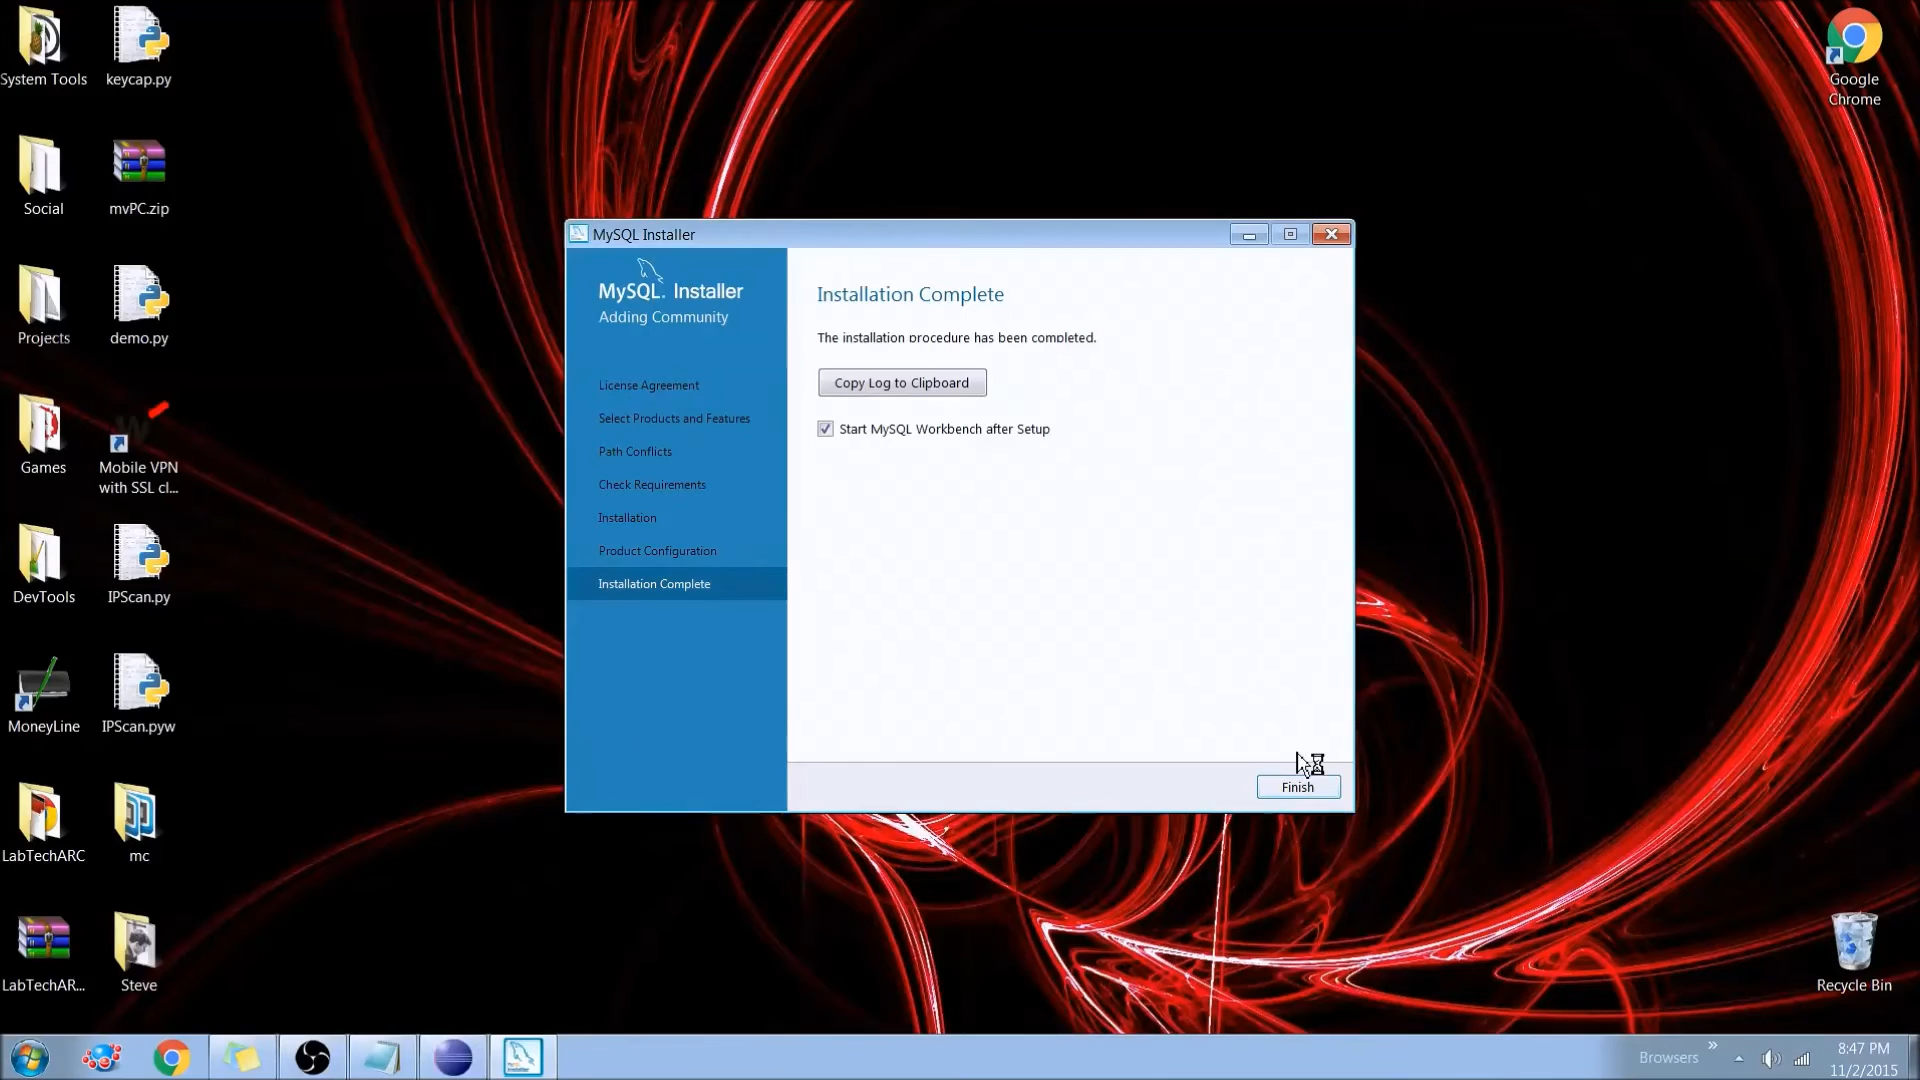 System Tools
keycap.py
Google
Chrome
Social
mvPC.zip
Projects
demo.py
Games
Mobile VPN
with SSL cl...
DevTools
IPScan.py
MoneyLine
IPScan.pyw
LabTechARC
mc
LabTechAR...
Steve
Recycle Bin
MySQL Installer
MySQL. Installer
Adding Community
License Agreement
Select Products and Features
Path Conflicts
Check Requirements
Installation
Product Configuration
Installation Complete
Installation Complete
The installation procedure has been completed.
Copy Log to Clipboard
Start MySQL Workbench after Setup
Finish
Browsers »
8:47 PM
11/2/2015